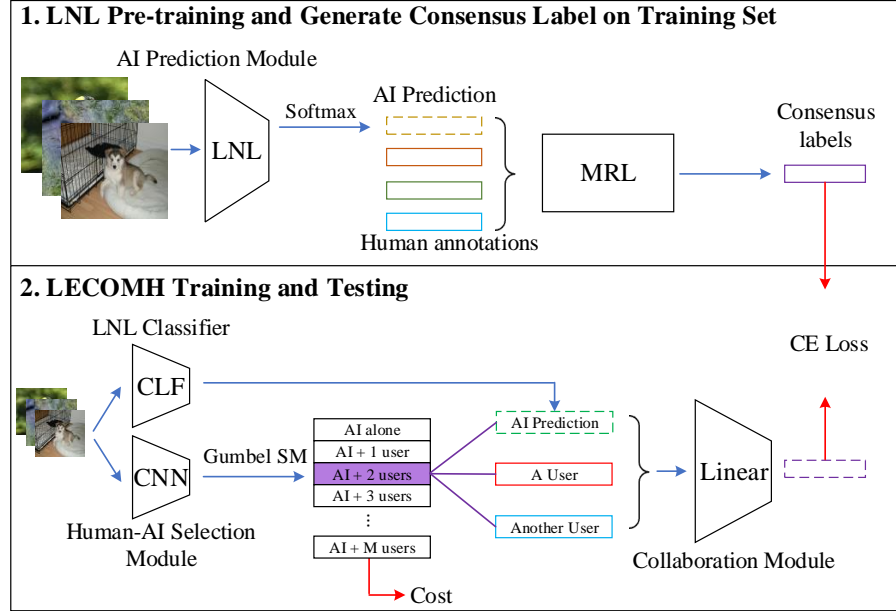 1. LNL Pre-training and Generate Consensus Label on Training Set
AI Prediction Module
LNL
Softmax
AI Prediction
Human annotations
MRL
Consensus
labels
2. LECOMH Training and Testing
LNL Classifier
CLF
CNN
Human-AI Selection
Module
Gumbel SM
AI alone
AI + 1 user
AI + 2 users
AI + 3 users
⋮
AI + M users
Cost
AI Prediction
A User
Another User
Linear
Collaboration Module
CE Loss